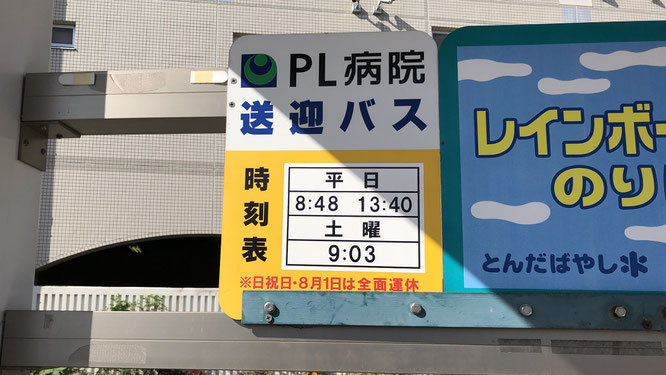 PL病院
送迎バス
時刻表
平日
8:48 13:40
土曜
9:03
※日祝日・8月1日は全面運休
レインボー
のり
とんだばやし